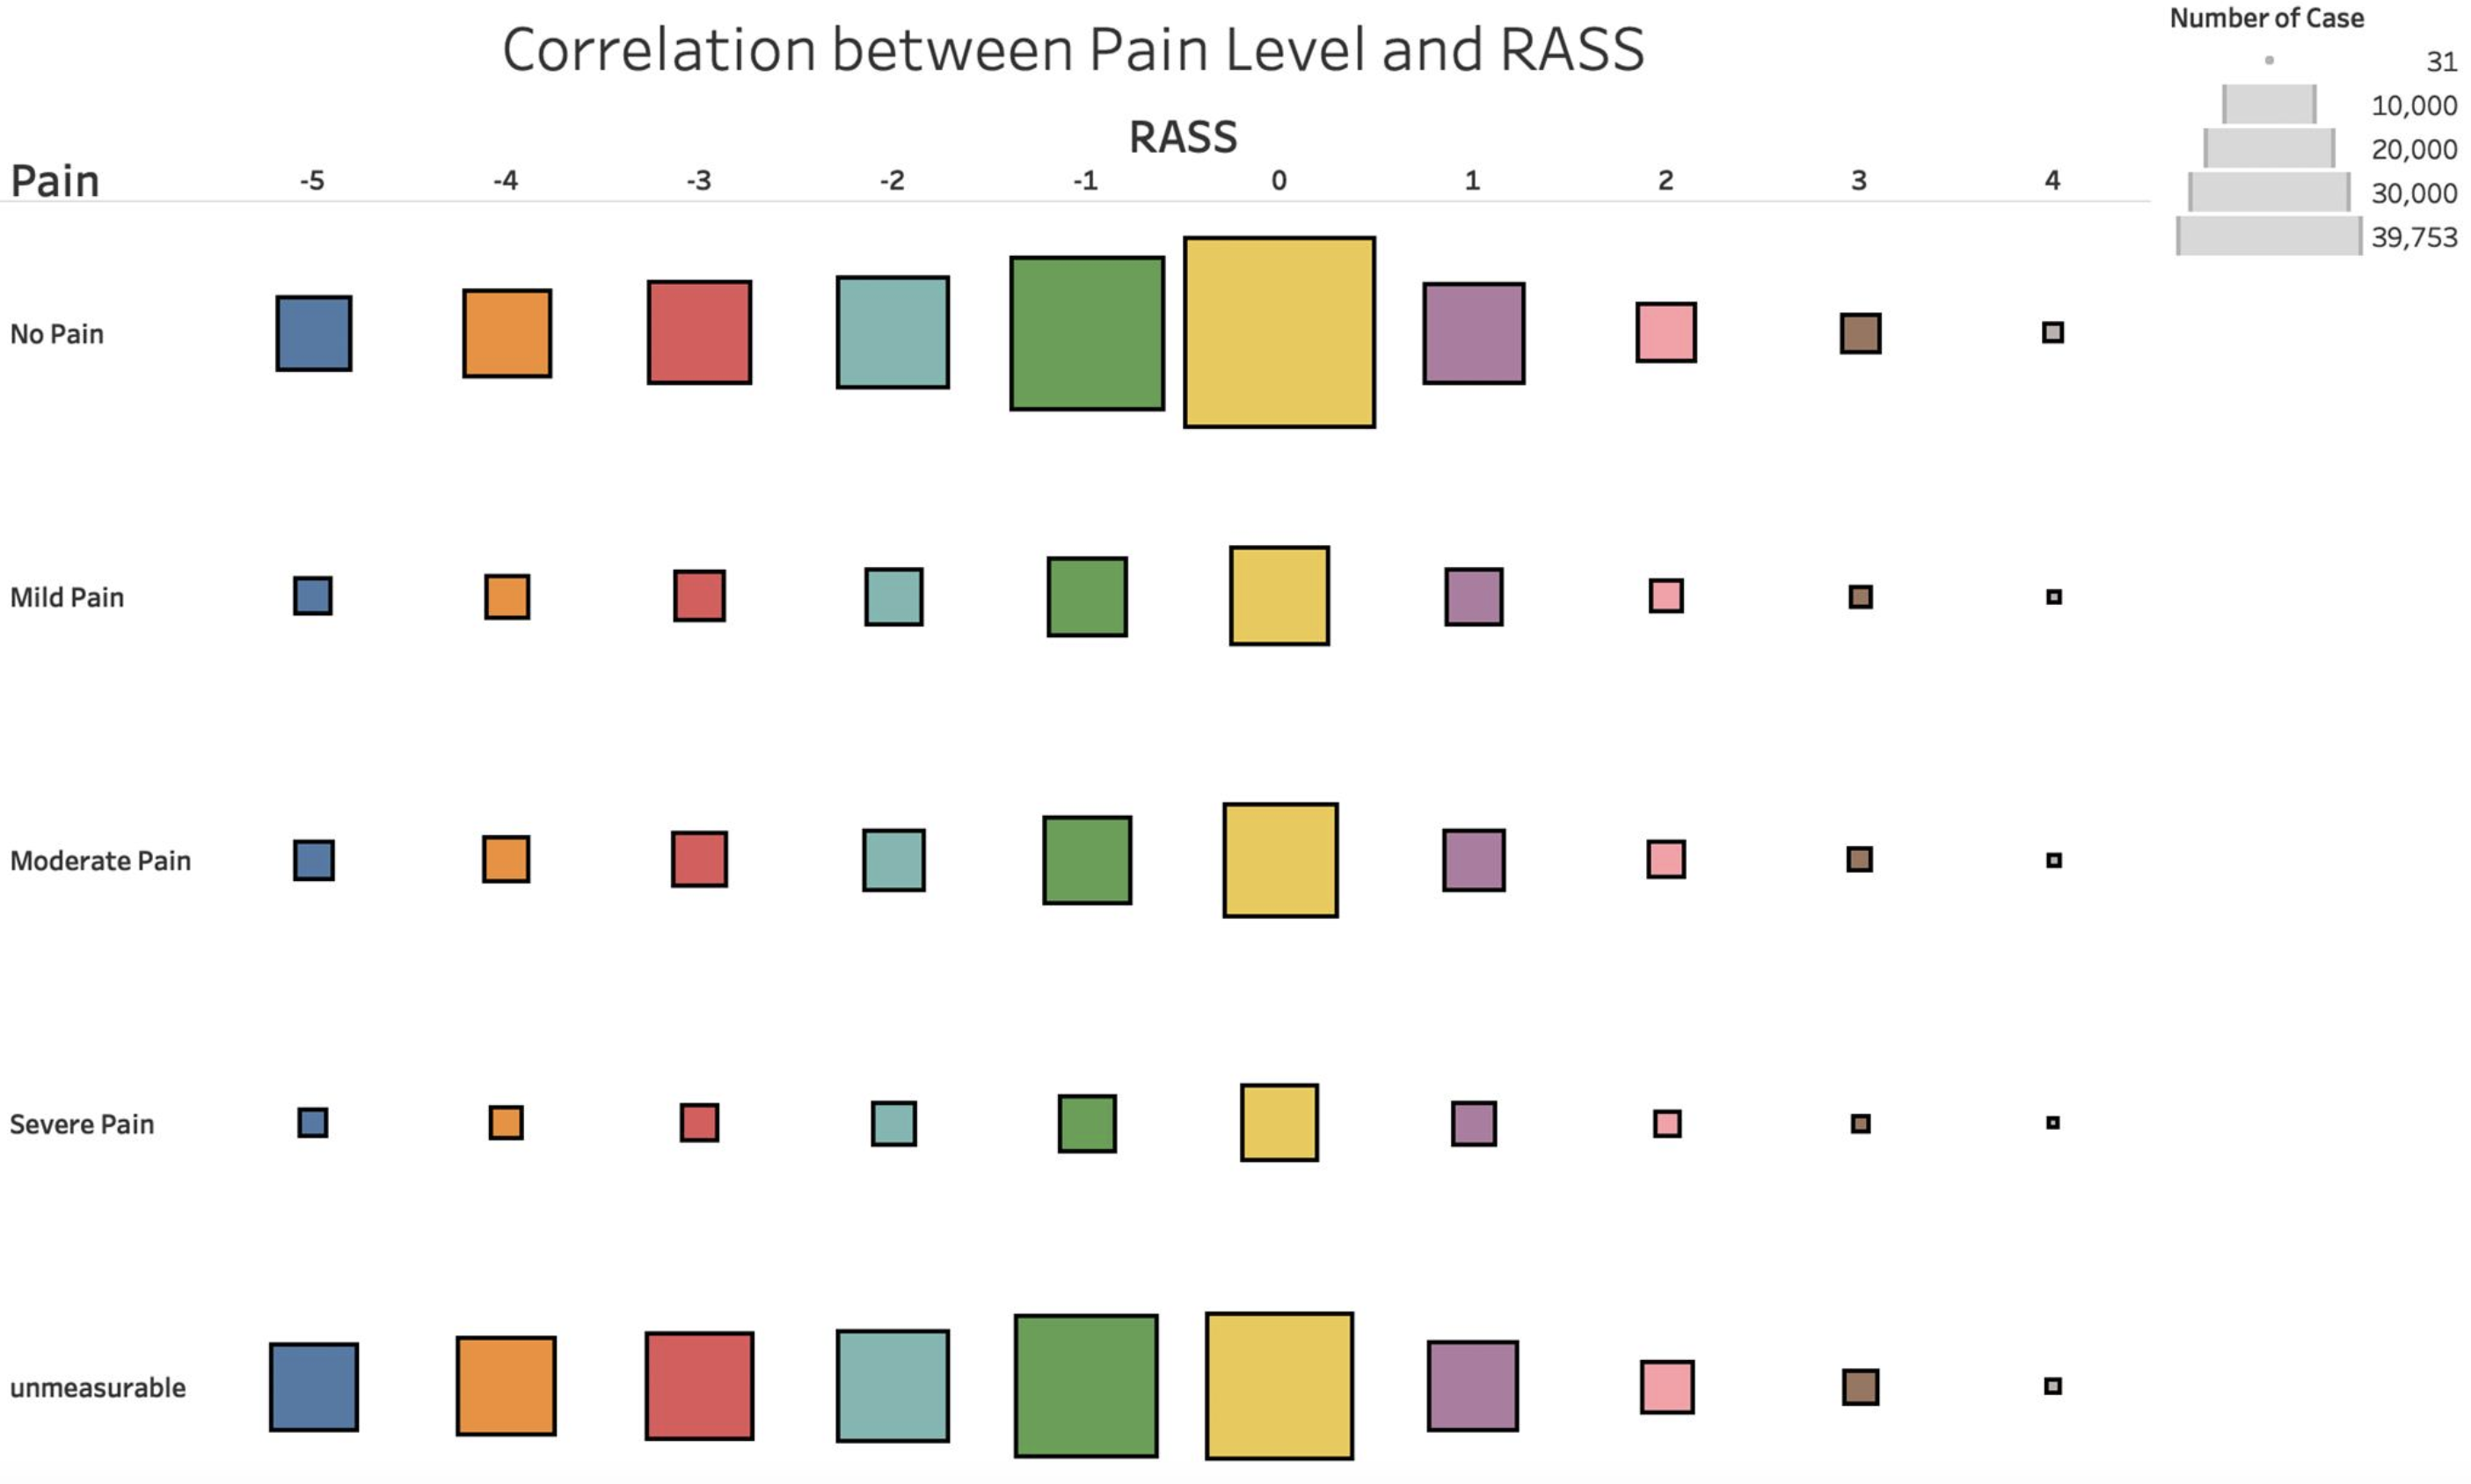 Correlation between Pain Level and RASS
Number of Case
31
10,000
20,000
30,000
39,753
RASS
Pain -5 -4 -3 -2 -1 0 1 2 3 4
No Pain
Mild Pain
Moderate Pain
Severe Pain
unmeasurable